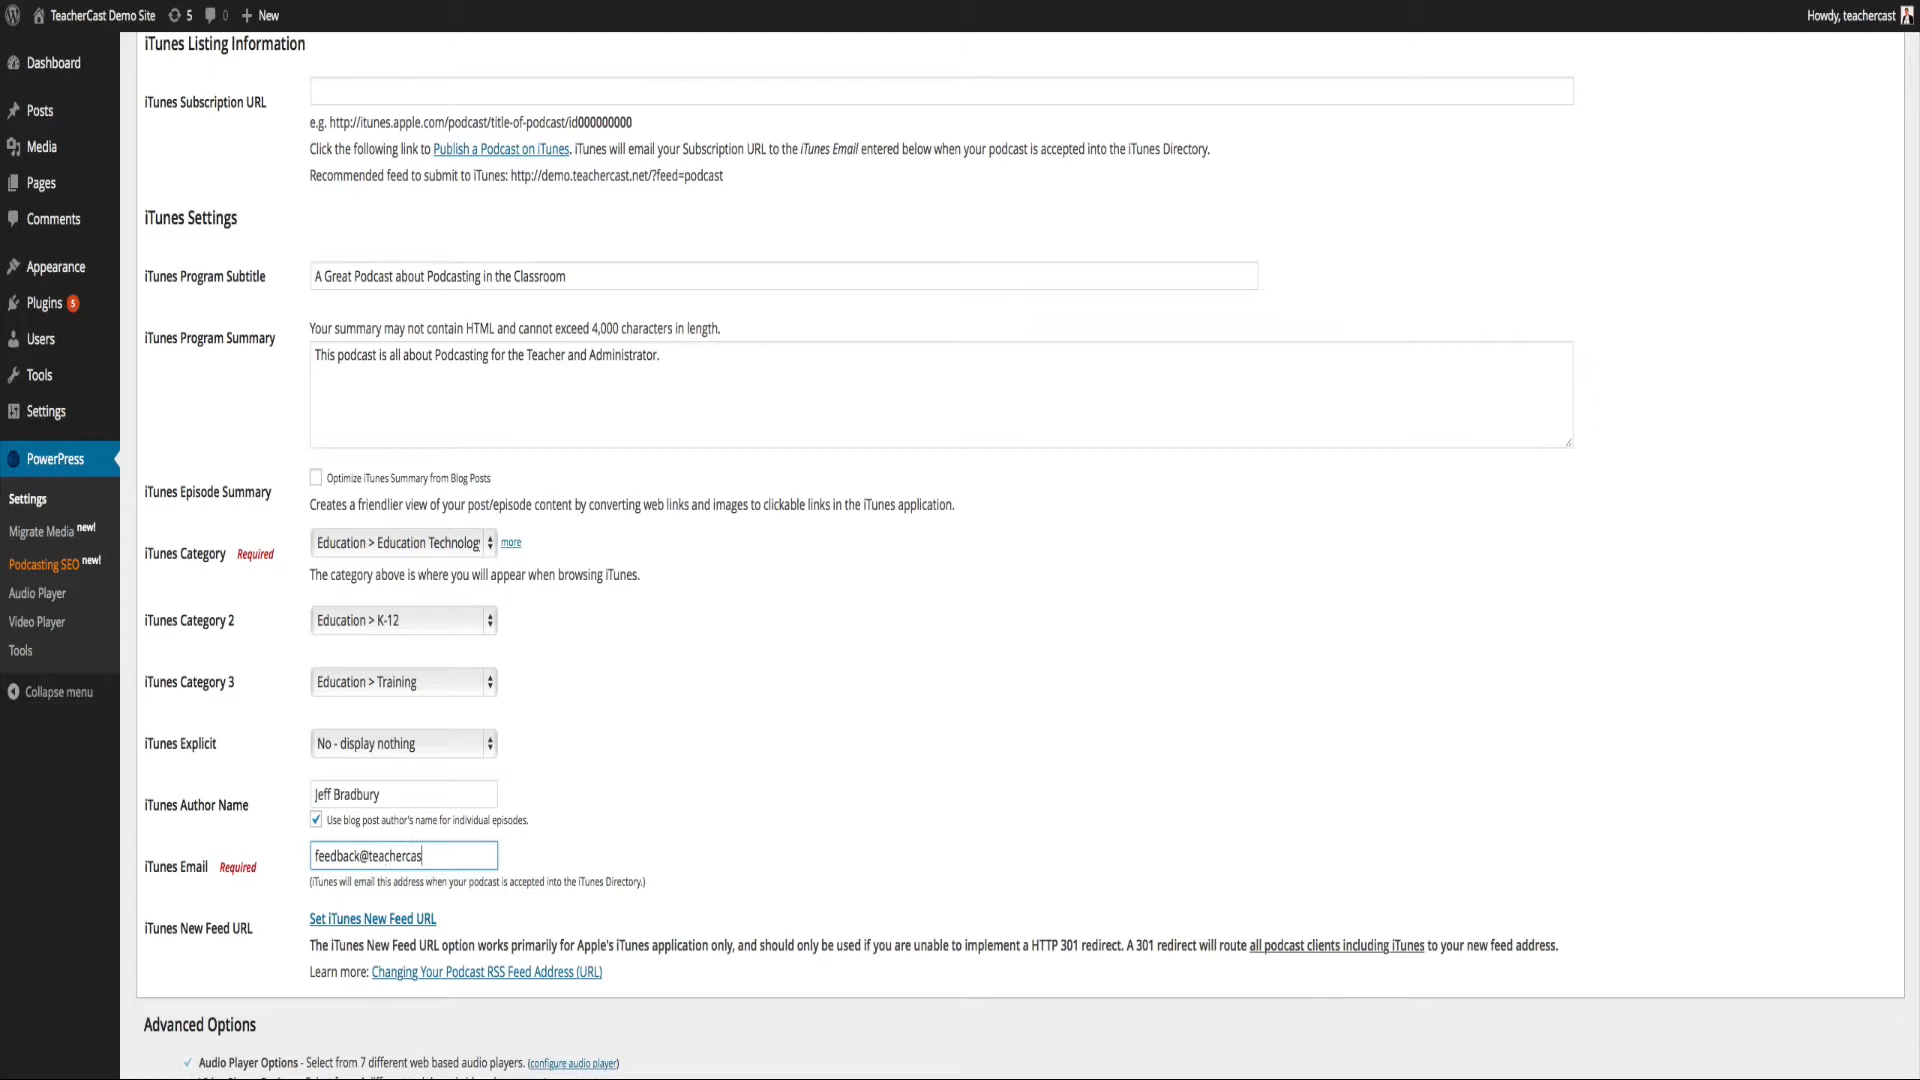 TeacherCast Demo Site 5 0 New Howdy, teachercast
Dashboard
Posts
Media
Pages
Comments
Appearance
Plugins 5
Users
Tools
Settings
PowerPress
Settings
Migrate Media new!
Podcasting SEO new!
Audio Player
Video Player
Tools
Collapse menu
iTunes Listing Information
iTunes Subscription URL
e.g. http://itunes.apple.com/podcast/title-of-podcast/id000000000
Click the following link to Publish a Podcast on iTunes. iTunes will email your Subscription URL to the iTunes Email entered below when your podcast is accepted into the iTunes Directory.
Recommended feed to submit to iTunes: http://demo.teachercast.net/?feed=podcast
iTunes Settings
iTunes Program Subtitle A Great Podcast about Podcasting in the Classroom
Your summary may not contain HTML and cannot exceed 4,000 characters in length.
iTunes Program Summary
This podcast is all about Podcasting for the Teacher and Administrator.
Optimize iTunes Summary from Blog Posts
iTunes Episode Summary
Creates a friendlier view of your post/episode content by converting web links and images to clickable links in the iTunes application.
Education > Education Technolog more
iTunes Category Required
The category above is where you will appear when browsing iTunes.
iTunes Category 2 Education > K-12
iTunes Category 3 Education > Training
iTunes Explicit No - display nothing
Jeff Bradbury
iTunes Author Name
Use blog post author's name for individual episodes.
feedback@teachercas
iTunes Email Required
(iTunes will email this address when your podcast is accepted into the iTunes Directory.)
Set iTunes New Feed URL
iTunes New Feed URL
The iTunes New Feed URL option works primarily for Apple's iTunes application only, and should only be used if you are unable to implement a HTTP 301 redirect. A 301 redirect will route all podcast clients including iTunes to your new feed address.
Learn more: Changing Your Podcast RSS Feed Address (URL)
Advanced Options
Audio Player Options - Select from 7 different web based audio players. (configure audio player)